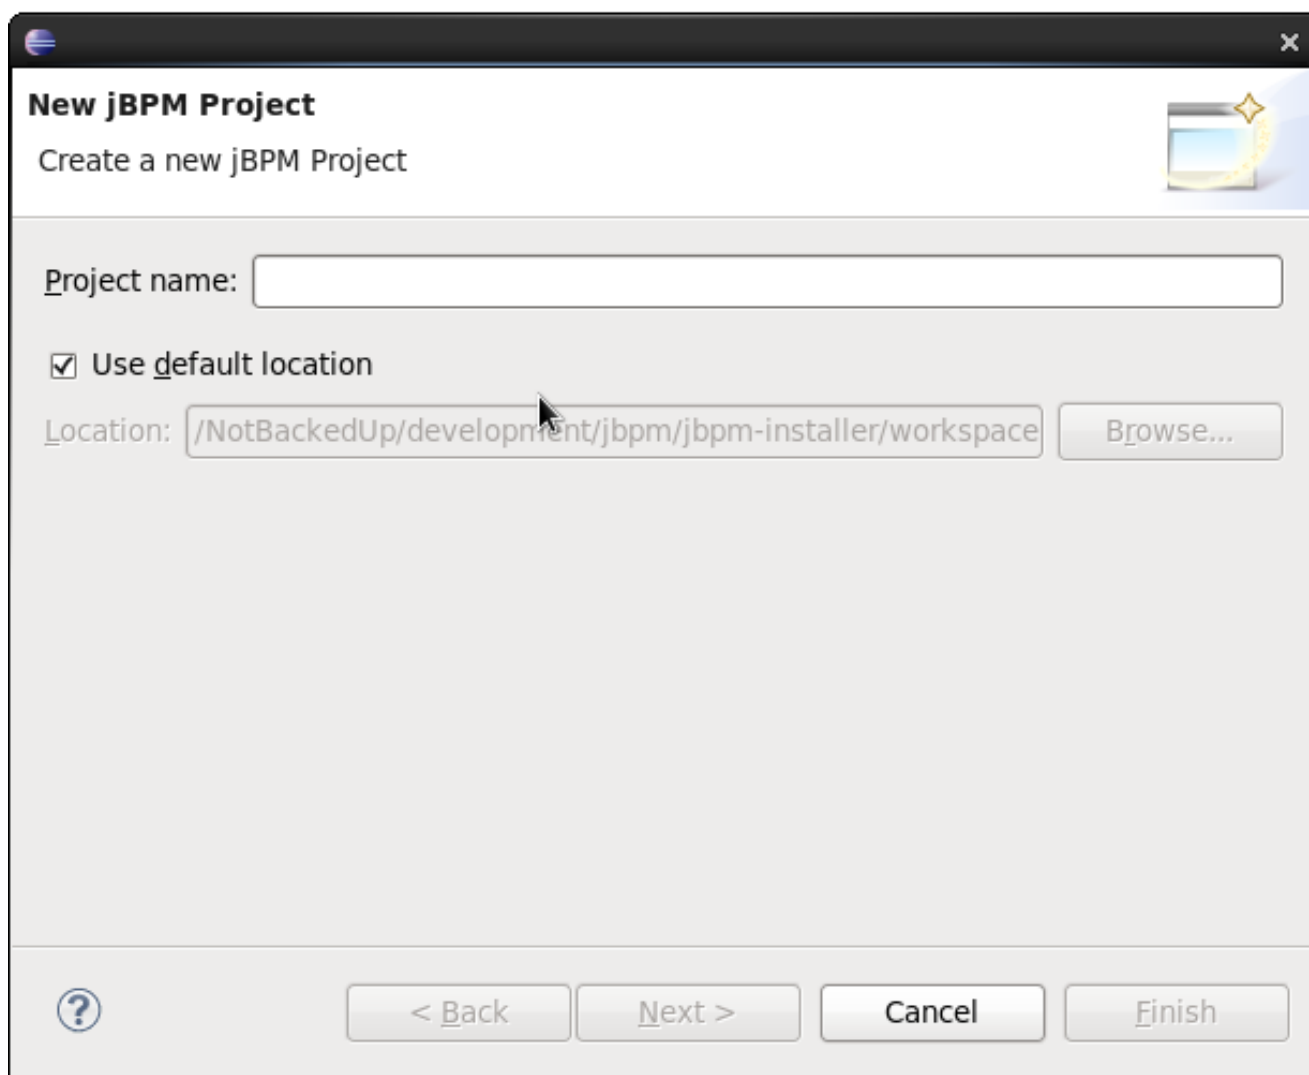 New jBPM Project
Create a new jBPM Project
Project name:
Use default location
Location: /NotBackedUp/development/jbpm/jbpm-installer/workspace Browse...
< Back Next > Cancel Finish